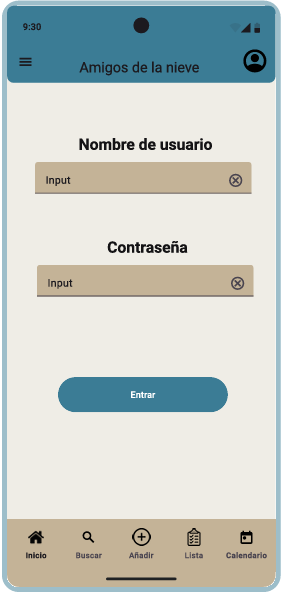 9:30
Amigos de la nieve
Nombre de usuario
Input
Contraseña
Input
Entrar
Inicio Buscar Añadir Lista Calendario